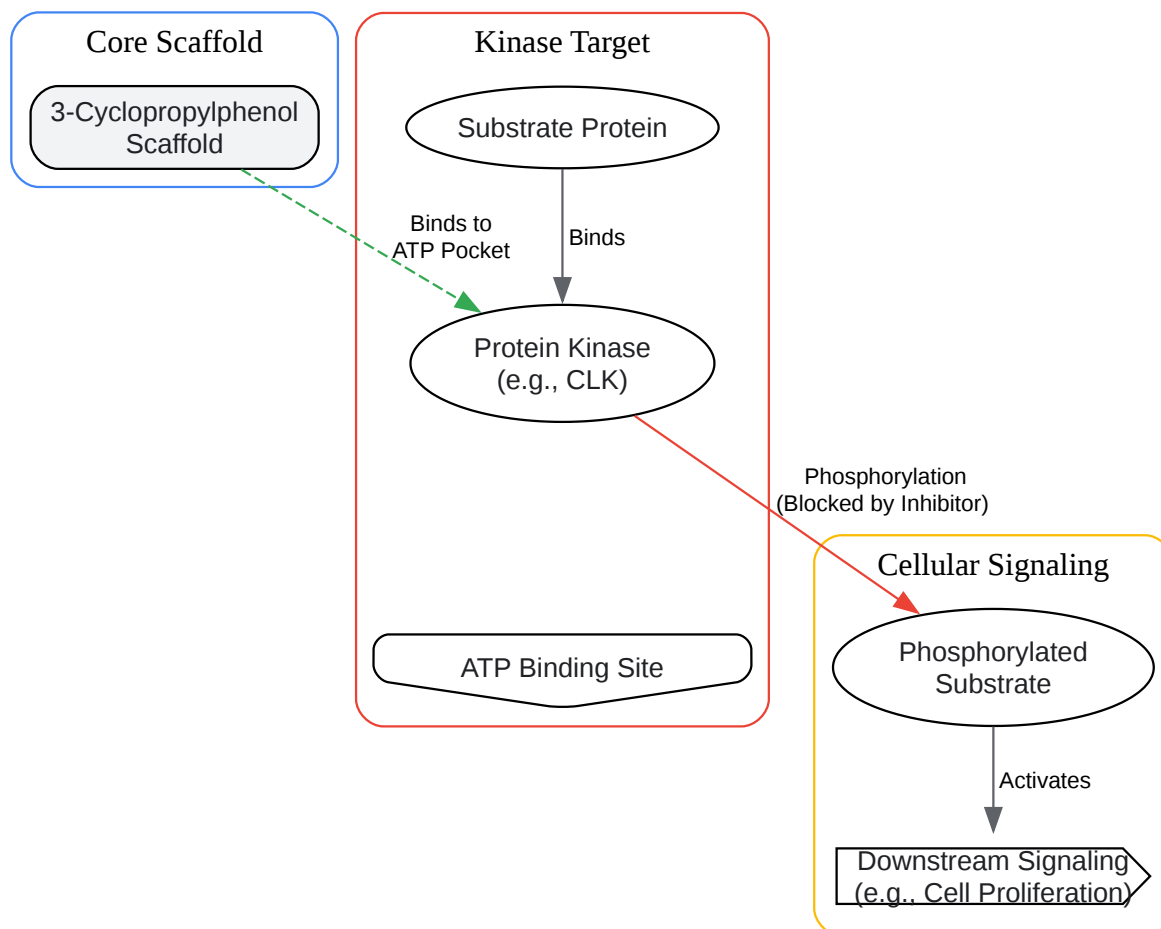 Core Scaffold
3-Cyclopropylphenol
Scaffold
Kinase Target
Substrate Protein
Binds to
ATP Pocket
Binds
Protein Kinase
(e.g., CLK)
Phosphorylation
(Blocked by Inhibitor)
ATP Binding Site
Cellular Signaling
Phosphorylated
Substrate
Activates
Downstream Signaling
(e.g., Cell Proliferation)